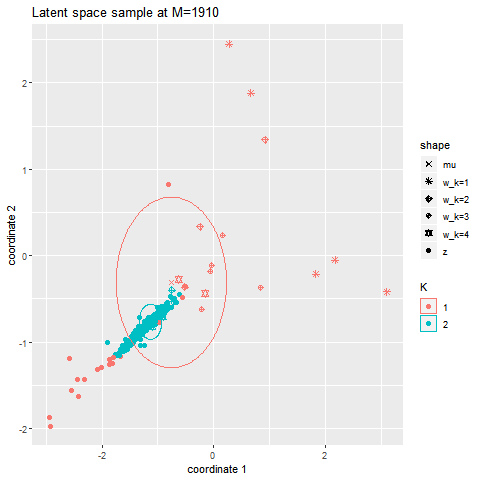 Latent space sample at M=1910
2
1
0
-1
-2
coordinate 2
-2
0
2
coordinate 1
shape
mu
w_k=1
w_k=2
w_k=3
w_k=4
z
K
1
2